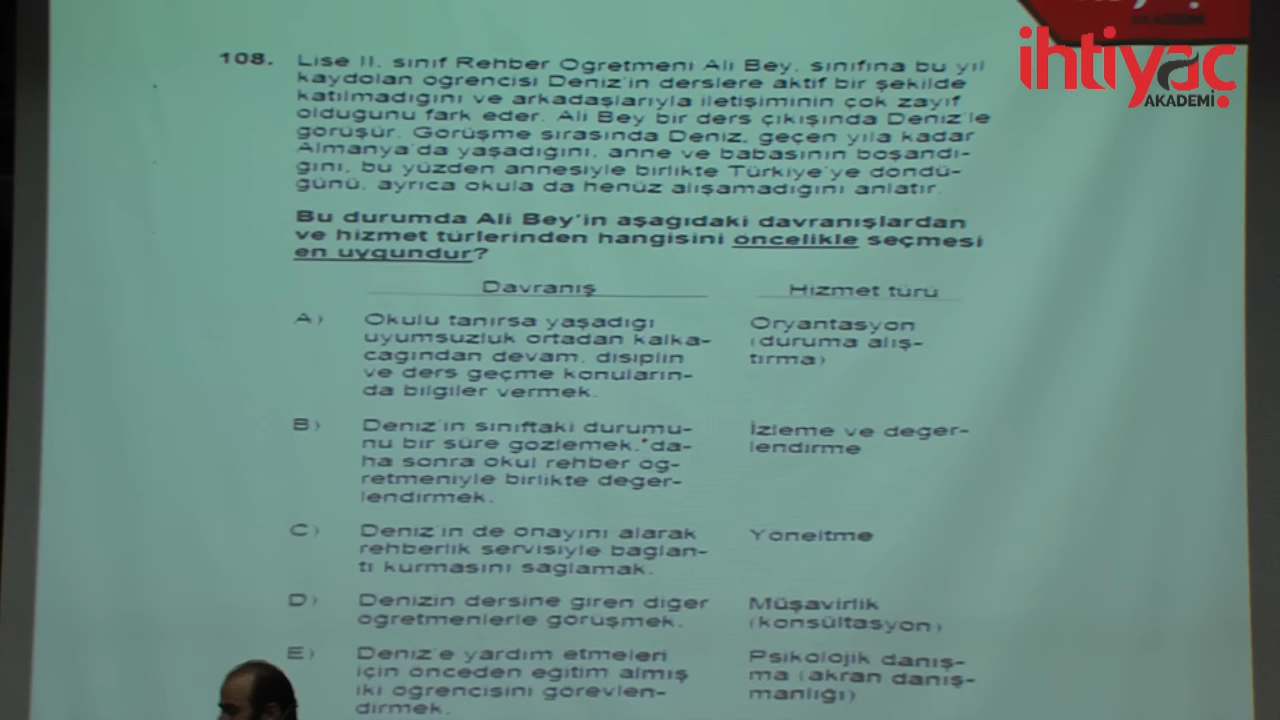 ihtiyaç
AKADEMİ
AKADEMİ
108. Lise II. sınıf Rehber Öğretmeni Ali Bey, sınıfına bu yıl
kaydolan öğrencisi Deniz'in derslere aktif bir şekilde
katılmadığını ve arkadaşlarıyla iletişiminin çok zayıf
olduğunu fark eder. Ali Bey bir ders çıkışında Deniz'le
görüşür. Görüşme sırasında Deniz, geçen yıla kadar
Almanya'da yaşadığını, anne ve babasının boşandı-
ğını, bu yüzden annesiyle birlikte Türkiye'ye döndü-
ğünü, ayrıca okula da henüz alışamadığını anlatır.
Bu durumda Ali Bey'in aşağıdaki davranışlardan
ve hizmet türlerinden hangisini öncelikle seçmesi
en uygundur?
Davranış Hizmet türü
A) Okulu tanırsa yaşadığı Oryantasyon
uyumsuzluk ortadan kalka- (duruma alış-
cağından devam, disiplin tırma)
ve ders geçme konuların-
da bilgiler vermek.
B) Deniz'in sınıftaki durumu- İzleme ve değer-
nu bir süre gözlemek, da- lendirme
ha sonra okul rehber öğ-
retmeniyle birlikte değer-
lendirmek.
C) Deniz'in de onayını alarak Yöneltme
rehberlik servisiyle bağlan-
tı kurmasını sağlamak.
D) Denizin dersine giren diğer Müşavirlik
öğretmenlerle görüşmek. (konsültasyon)
E) Deniz'e yardım etmeleri Psikolojik danış-
için önceden eğitim almış ma (akran danış-
iki öğrencisini görevlen- manlığı)
dirmek.